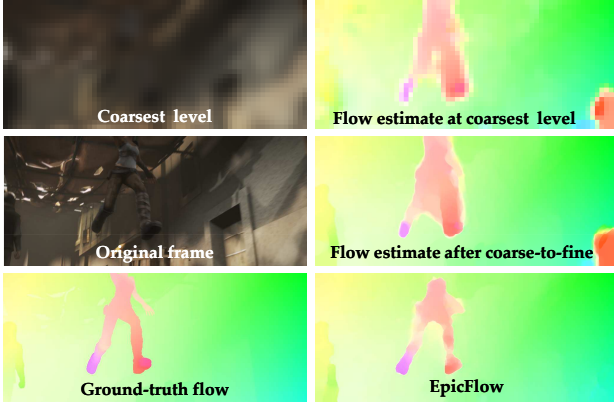 Coarsest level
Flow estimate at coarsest level
Original frame
Flow estimate after coarse-to-fine
Ground-truth flow
EpicFlow